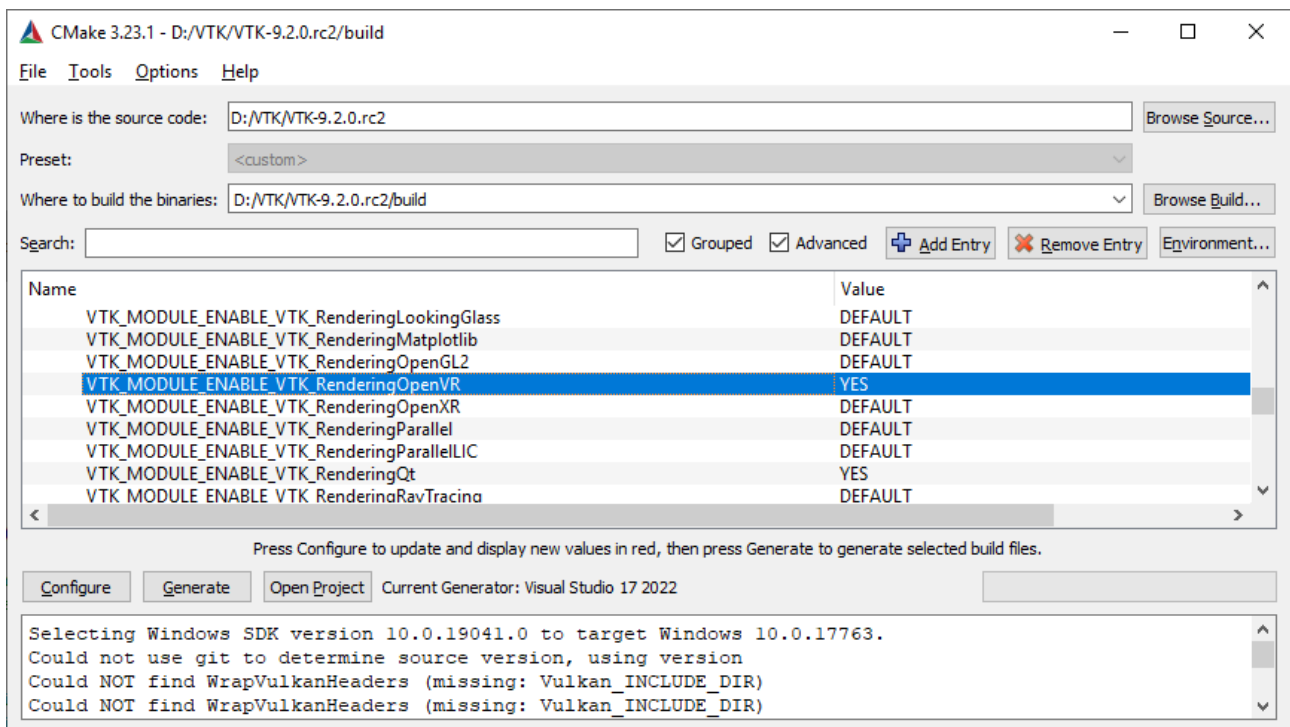 CMake 3.23.1 - D:/VTK/VTK-9.2.0.rc2/build
File Tools Options Help
Where is the source code: D:/VTK/VTK-9.2.0.rc2 Browse Source...
Preset: <custom>
Where to build the binaries: D:/VTK/VTK-9.2.0.rc2/build Browse Build...
Search: Grouped Advanced Add Entry Remove Entry Environment...
Name Value
VTK_MODULE_ENABLE_VTK_RenderingLookingGlass DEFAULT
VTK_MODULE_ENABLE_VTK_RenderingMatplotlib DEFAULT
VTK_MODULE_ENABLE_VTK_RenderingOpenGL2 DEFAULT
VTK_MODULE_ENABLE_VTK_RenderingOpenVR YES
VTK_MODULE_ENABLE_VTK_RenderingOpenXR DEFAULT
VTK_MODULE_ENABLE_VTK_RenderingParallel DEFAULT
VTK_MODULE_ENABLE_VTK_RenderingParallelLIC DEFAULT
VTK_MODULE_ENABLE_VTK_RenderingQt YES
VTK_MODULE_ENABLE_VTK_RenderingRayTracing DEFAULT
Press Configure to update and display new values in red, then press Generate to generate selected build files.
Configure Generate Open Project Current Generator: Visual Studio 17 2022
Selecting Windows SDK version 10.0.19041.0 to target Windows 10.0.17763.
Could not use git to determine source version, using version
Could NOT find WrapVulkanHeaders (missing: Vulkan_INCLUDE_DIR)
Could NOT find WrapVulkanHeaders (missing: Vulkan_INCLUDE_DIR)